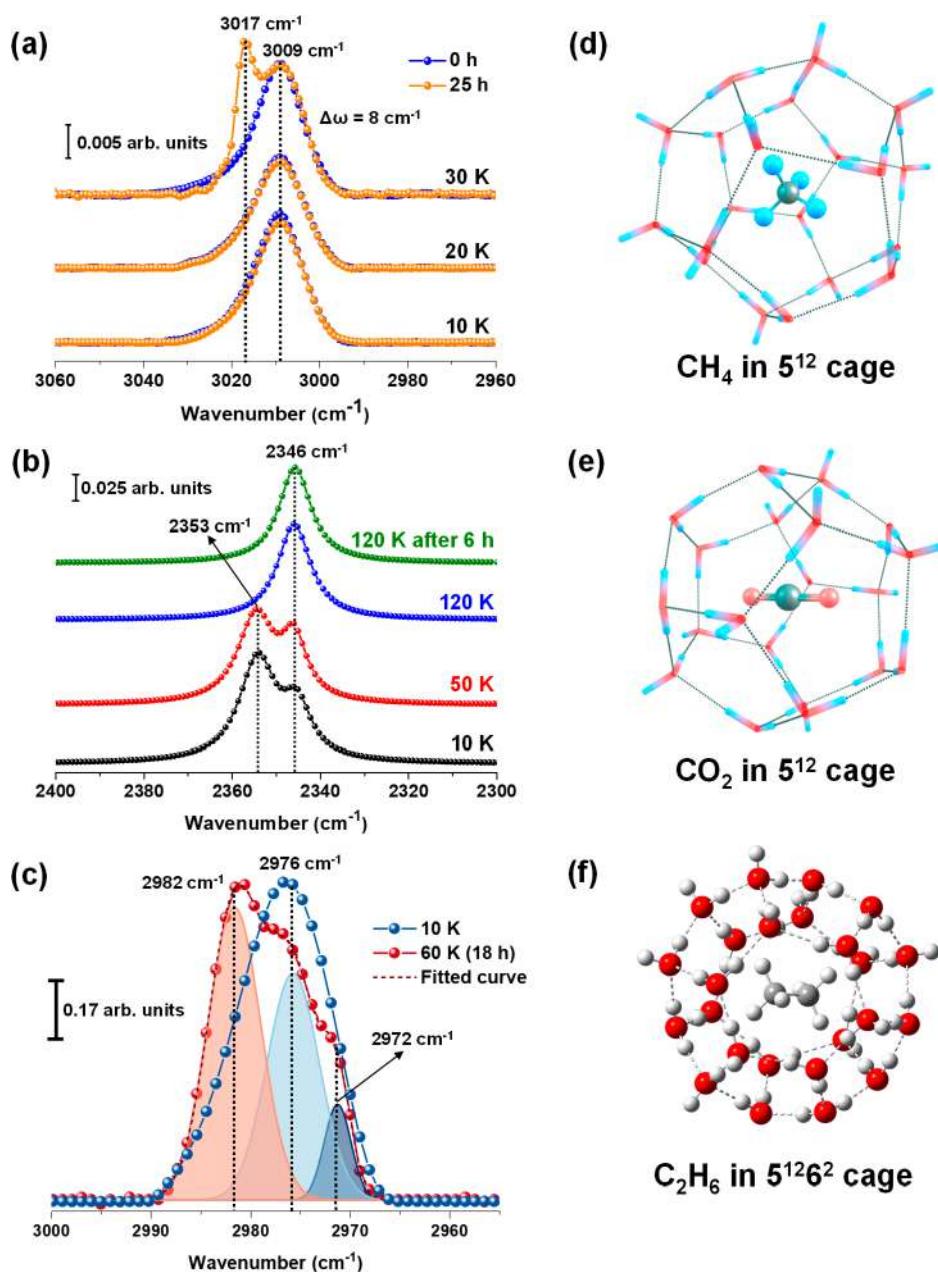 (a)
3017 cm⁻¹
3009 cm⁻¹
0 h
25 h
Δω = 8 cm⁻¹
0.005 arb. units
30 K
20 K
10 K
3060 3040 3020 3000 2980 2960
Wavenumber (cm⁻¹)
(d)
CH₄ in 5¹² cage
(b)
2346 cm⁻¹
0.025 arb. units
2353 cm⁻¹
120 K after 6 h
120 K
50 K
10 K
2400 2380 2360 2340 2320 2300
Wavenumber (cm⁻¹)
(e)
CO₂ in 5¹² cage
(c)
2982 cm⁻¹
2976 cm⁻¹
10 K
60 K (18 h)
Fitted curve
0.17 arb. units
2972 cm⁻¹
3000 2990 2980 2970 2960
Wavenumber (cm⁻¹)
(f)
C₂H₆ in 5¹²6² cage